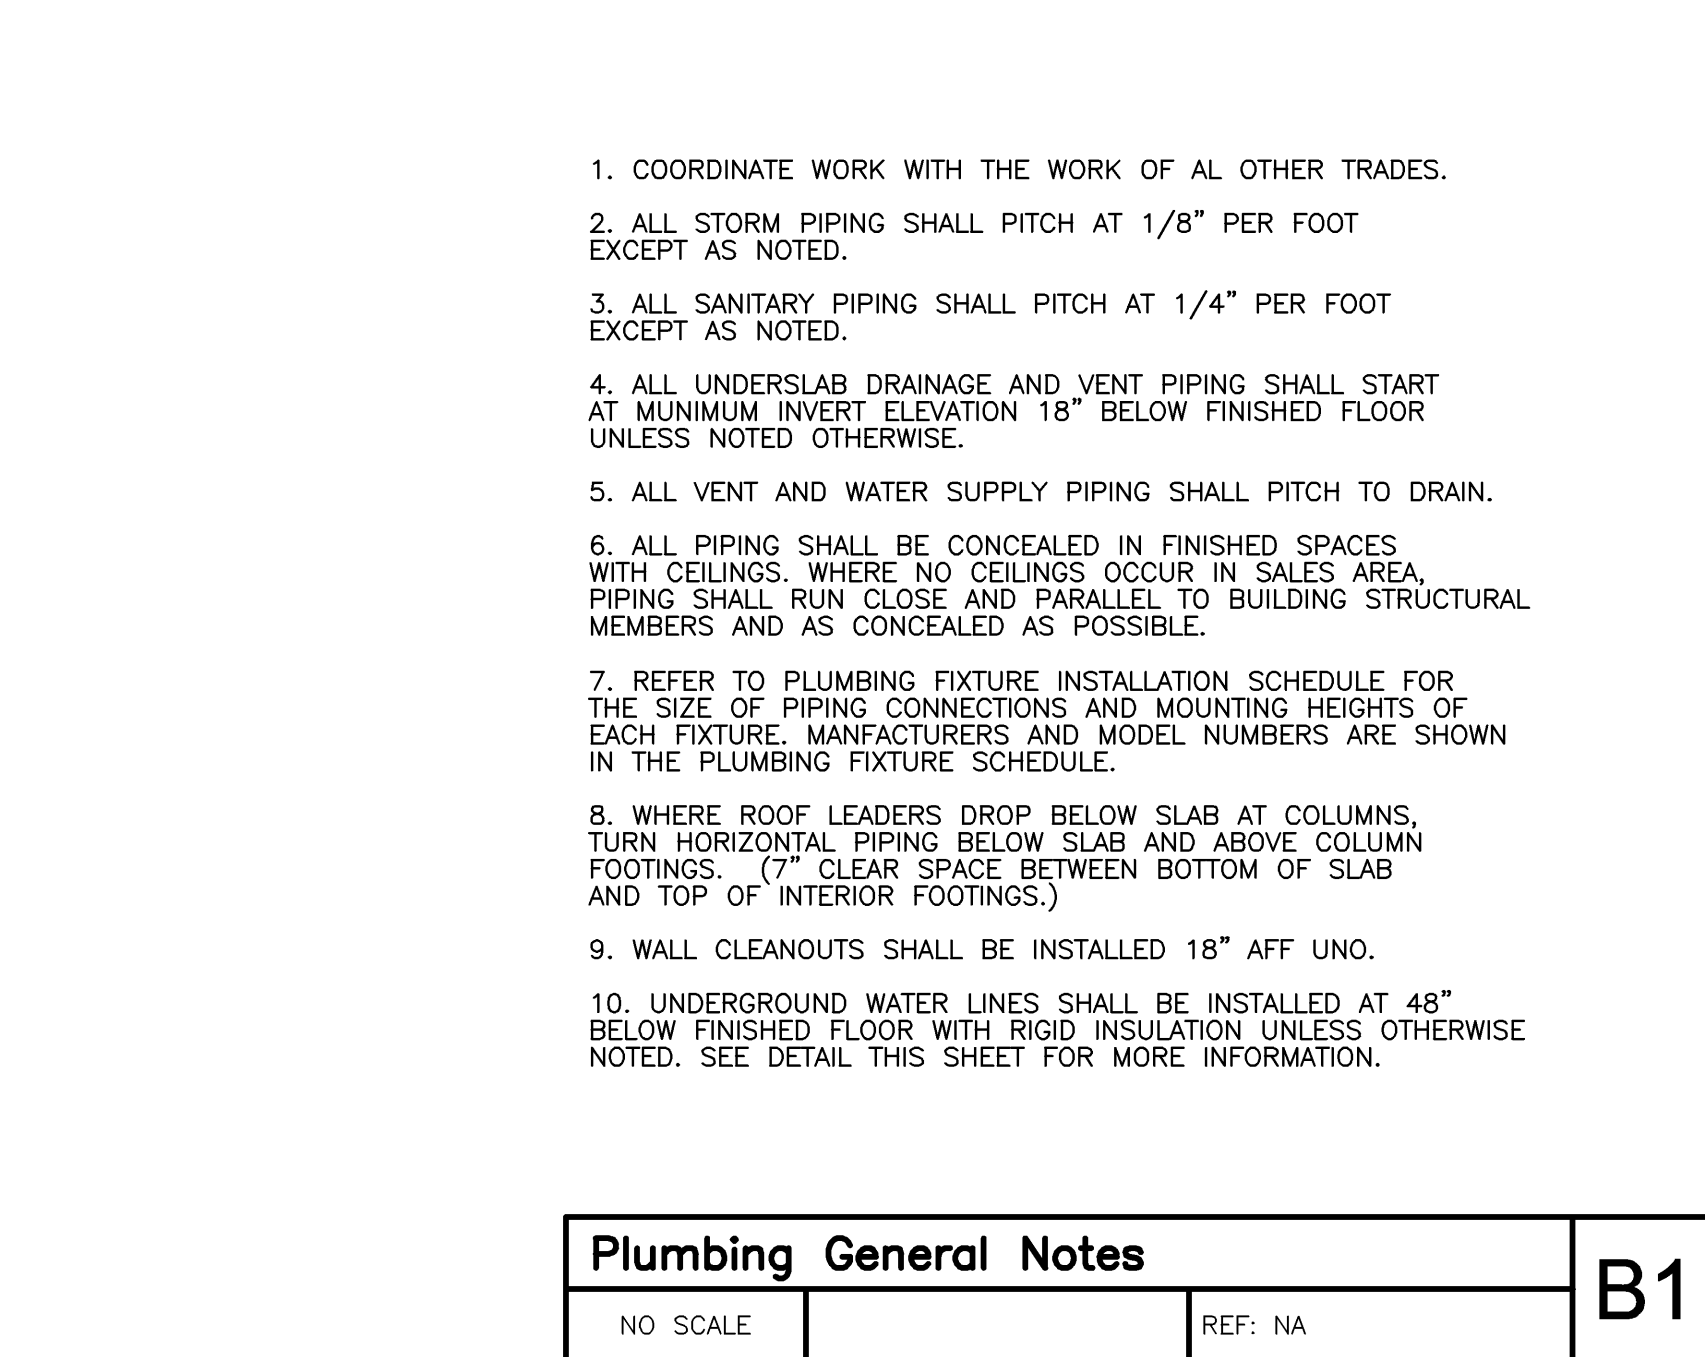 1. COORDINATE WORK WITH THE WORK OF AL OTHER TRADES.
2. ALL STORM PIPING SHALL PITCH AT 1/8” PER FOOT
EXCEPT AS NOTED.
3. ALL SANITARY PIPING SHALL PITCH AT 1/4” PER FOOT
EXCEPT AS NOTED.
4. ALL UNDERSLAB DRAINAGE AND VENT PIPING SHALL START
AT MUNIMUM INVERT ELEVATION 18” BELOW FINISHED FLOOR
UNLESS NOTED OTHERWISE.
5. ALL VENT AND WATER SUPPLY PIPING SHALL PITCH TO DRAIN.
6. ALL PIPING SHALL BE CONCEALED IN FINISHED SPACES
WITH CEILINGS. WHERE NO CEILINGS OCCUR IN SALES AREA,
PIPING SHALL RUN CLOSE AND PARALLEL TO BUILDING STRUCTURAL
MEMBERS AND AS CONCEALED AS POSSIBLE.
7. REFER TO PLUMBING FIXTURE INSTALLATION SCHEDULE FOR
THE SIZE OF PIPING CONNECTIONS AND MOUNTING HEIGHTS OF
EACH FIXTURE. MANFACTURERS AND MODEL NUMBERS ARE SHOWN
IN THE PLUMBING FIXTURE SCHEDULE.
8. WHERE ROOF LEADERS DROP BELOW SLAB AT COLUMNS,
TURN HORIZONTAL PIPING BELOW SLAB AND ABOVE COLUMN
FOOTINGS. (7” CLEAR SPACE BETWEEN BOTTOM OF SLAB
AND TOP OF INTERIOR FOOTINGS.)
9. WALL CLEANOUTS SHALL BE INSTALLED 18” AFF UNO.
10. UNDERGROUND WATER LINES SHALL BE INSTALLED AT 48”
BELOW FINISHED FLOOR WITH RIGID INSULATION UNLESS OTHERWISE
NOTED. SEE DETAIL THIS SHEET FOR MORE INFORMATION.
Plumbing General Notes
B1
NO SCALE
REF: NA